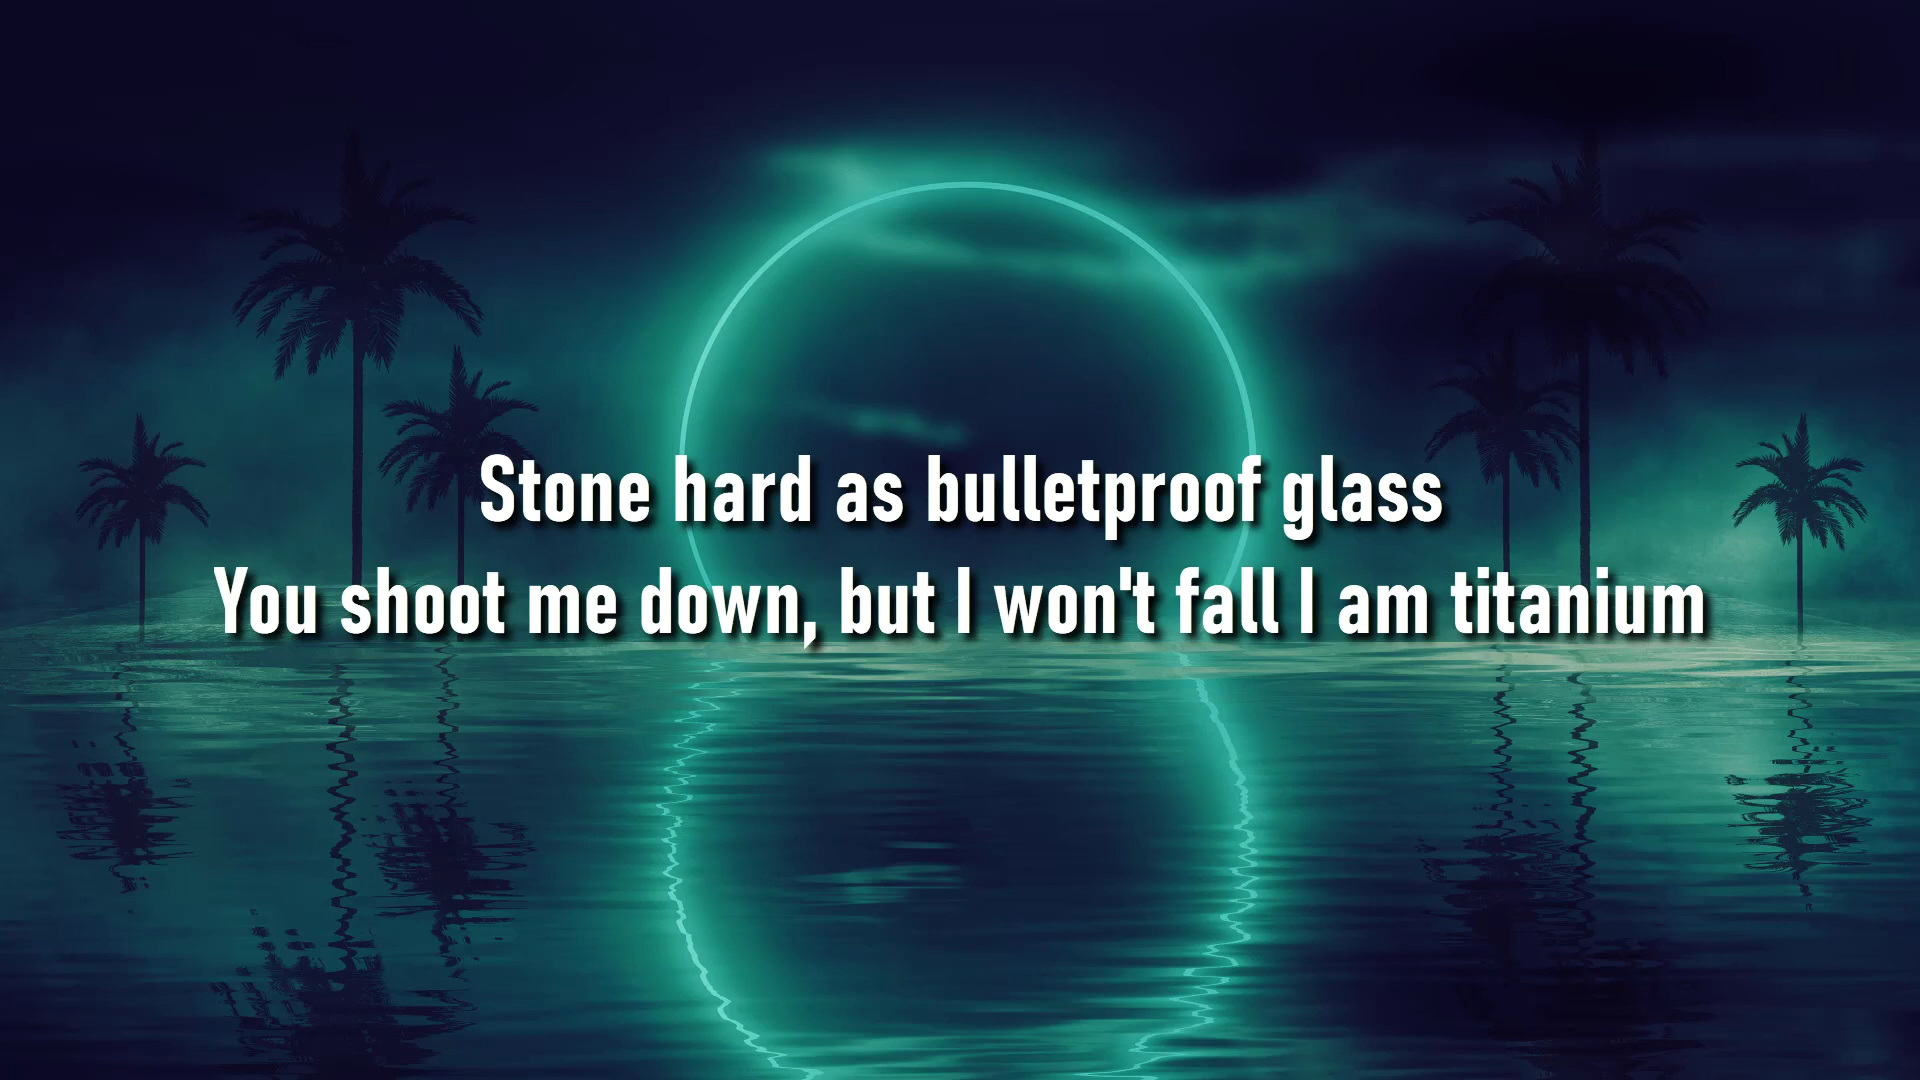 Stone hard as bulletproof glass
You shoot me down, but I won't fall I am titanium